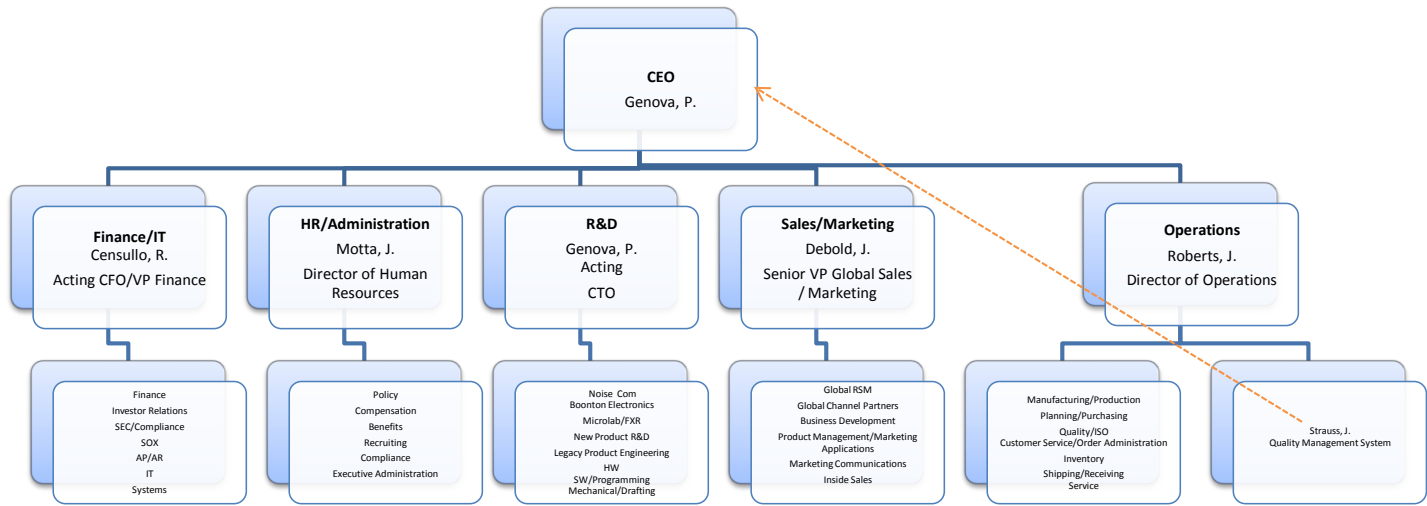 CEO
Genova, P.
Finance/IT
Censullo, R.
Acting CFO/VP Finance
HR/Administration
Motta, J.
Director of Human
Resources
R&D
Genova, P.
Acting
CTO
Sales/Marketing
Debold, J.
Senior VP Global Sales
/ Marketing
Operations
Roberts, J.
Director of Operations
Finance
Investor Relations
SEC/Compliance
SOX
AP/AR
IT
Systems
Policy
Compensation
Benefits
Recruiting
Compliance
Executive Administration
Noise Com
Boonton Electronics
Microlab/FXR
New Product R&D
Legacy Product Engineering
HW
SW/Programming
Mechanical/Drafting
Global RSM
Global Channel Partners
Business Development
Product Management/Marketing
Applications
Marketing Communications
Inside Sales
Manufacturing/Production
Planning/Purchasing
Quality/ISO
Customer Service/Order Administration
Inventory
Shipping/Receiving
Service
Strauss, J.
Quality Management System